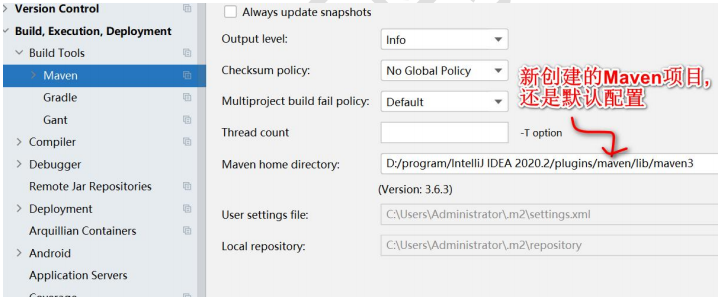 Version Control
Build, Execution, Deployment
Build Tools
Maven
Gradle
Gant
Compiler
Debugger
Remote Jar Repositories
Deployment
Arquillian Containers
Android
Application Servers
Coverage
Always update snapshots
Output level:
Info
Checksum policy:
No Global Policy
Multiproject build fail policy:
Default
Thread count
-T option
Maven home directory:
D:/program/IntelliJ IDEA 2020.2/plugins/maven/lib/maven3
(Version: 3.6.3)
User settings file:
C:\Users\Administrator\.m2\settings.xml
Local repository:
C:\Users\Administrator\.m2\repository
新创建的Maven项目,
还是默认配置